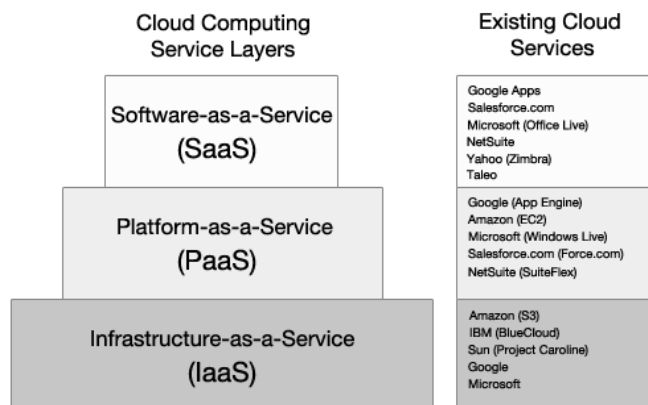 Cloud Computing
Service Layers
Existing Cloud
Services
Software-as-a-Service
(SaaS)
Google Apps
Salesforce.com
Microsoft (Office Live)
NetSuite
Yahoo (Zimbra)
Taleo
Platform-as-a-Service
(PaaS)
Google (App Engine)
Amazon (EC2)
Microsoft (Windows Live)
Salesforce.com (Force.com)
NetSuite (SuiteFlex)
Infrastructure-as-a-Service
(IaaS)
Amazon (S3)
IBM (BlueCloud)
Sun (Project Caroline)
Google
Microsoft